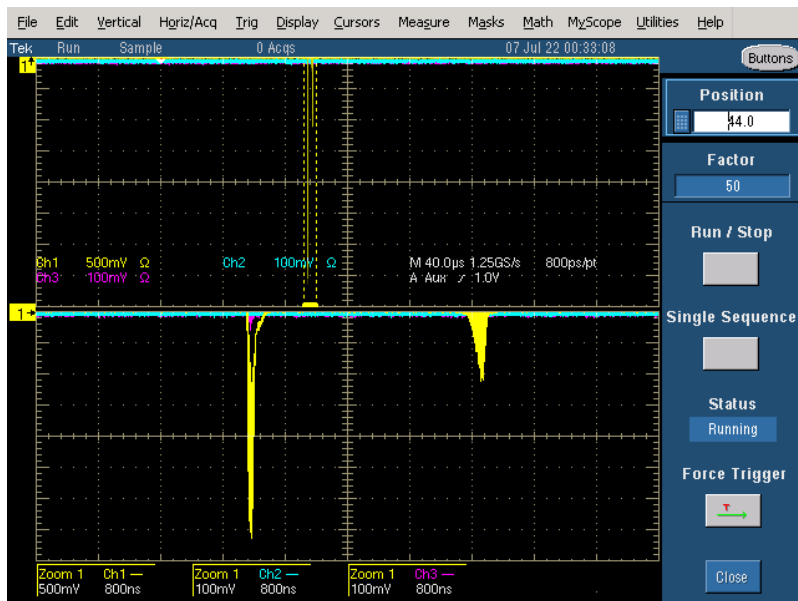 File Edit Vertical Horiz/Acq Trig Display Cursors Measure Masks Math MyScope Utilities Help
Tek Run Sample 0 Acqs 07 Jul 22 00:33:08
Buttons
1
Position
44.0
Factor
50
Run / Stop
Ch1 500mV Ω Ch2 100mV Ω M 40.0µs 1.25GS/s 800ps/pt
Ch3 100mV Ω A Aux 1.0V
1
Single Sequence
Status
Running
Force Trigger
T
Close
Zoom 1 Ch1 Zoom 1 Ch2 Zoom 1 Ch3
500mV 800ns 100mV 800ns 100mV 800ns